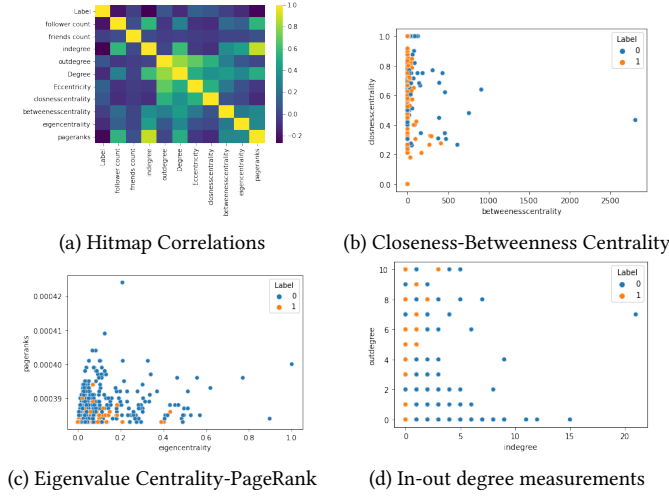 Label
follower count
friends count
indegree
outdegree
Degree
Eccentricity
closnesscentrality
betweenesscentrality
eigencentrality
pageranks
Label
follower count
friends count
indegree
outdegree
Degree
Eccentricity
closnesscentrality
betweenesscentrality
eigencentrality
pageranks
1.0
0.8
0.6
0.4
0.2
0.0
−0.2
(a) Hitmap Correlations
closnesscentrality
1.0
0.8
0.6
0.4
0.2
0.0
0 500 1000 1500 2000 2500
betweenesscentrality
Label
0
1
(b) Closeness-Betweenness Centrality
pageranks
0.00042
0.00041
0.00040
0.00039
0.0 0.2 0.4 0.6 0.8 1.0
eigencentrality
Label
0
1
(c) Eigenvalue Centrality-PageRank
outdegree
10
8
6
4
2
0
0 5 10 15 20
indegree
Label
0
1
(d) In-out degree measurements